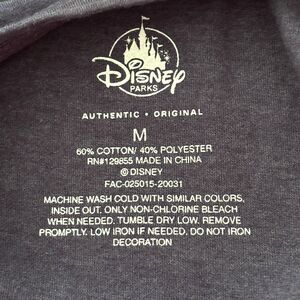 Disney
PARKS
AUTHENTIC • ORIGINAL
M
60% COTTON/ 40% POLYESTER
RN#129855 MADE IN CHINA
© DISNEY
FAC-025015-20031
MACHINE WASH COLD WITH SIMILAR COLORS,
INSIDE OUT. ONLY NON-CHLORINE BLEACH
WHEN NEEDED. TUMBLE DRY LOW. REMOVE
PROMPTLY. LOW IRON IF NEEDED. DO NOT IRON
DECORATION